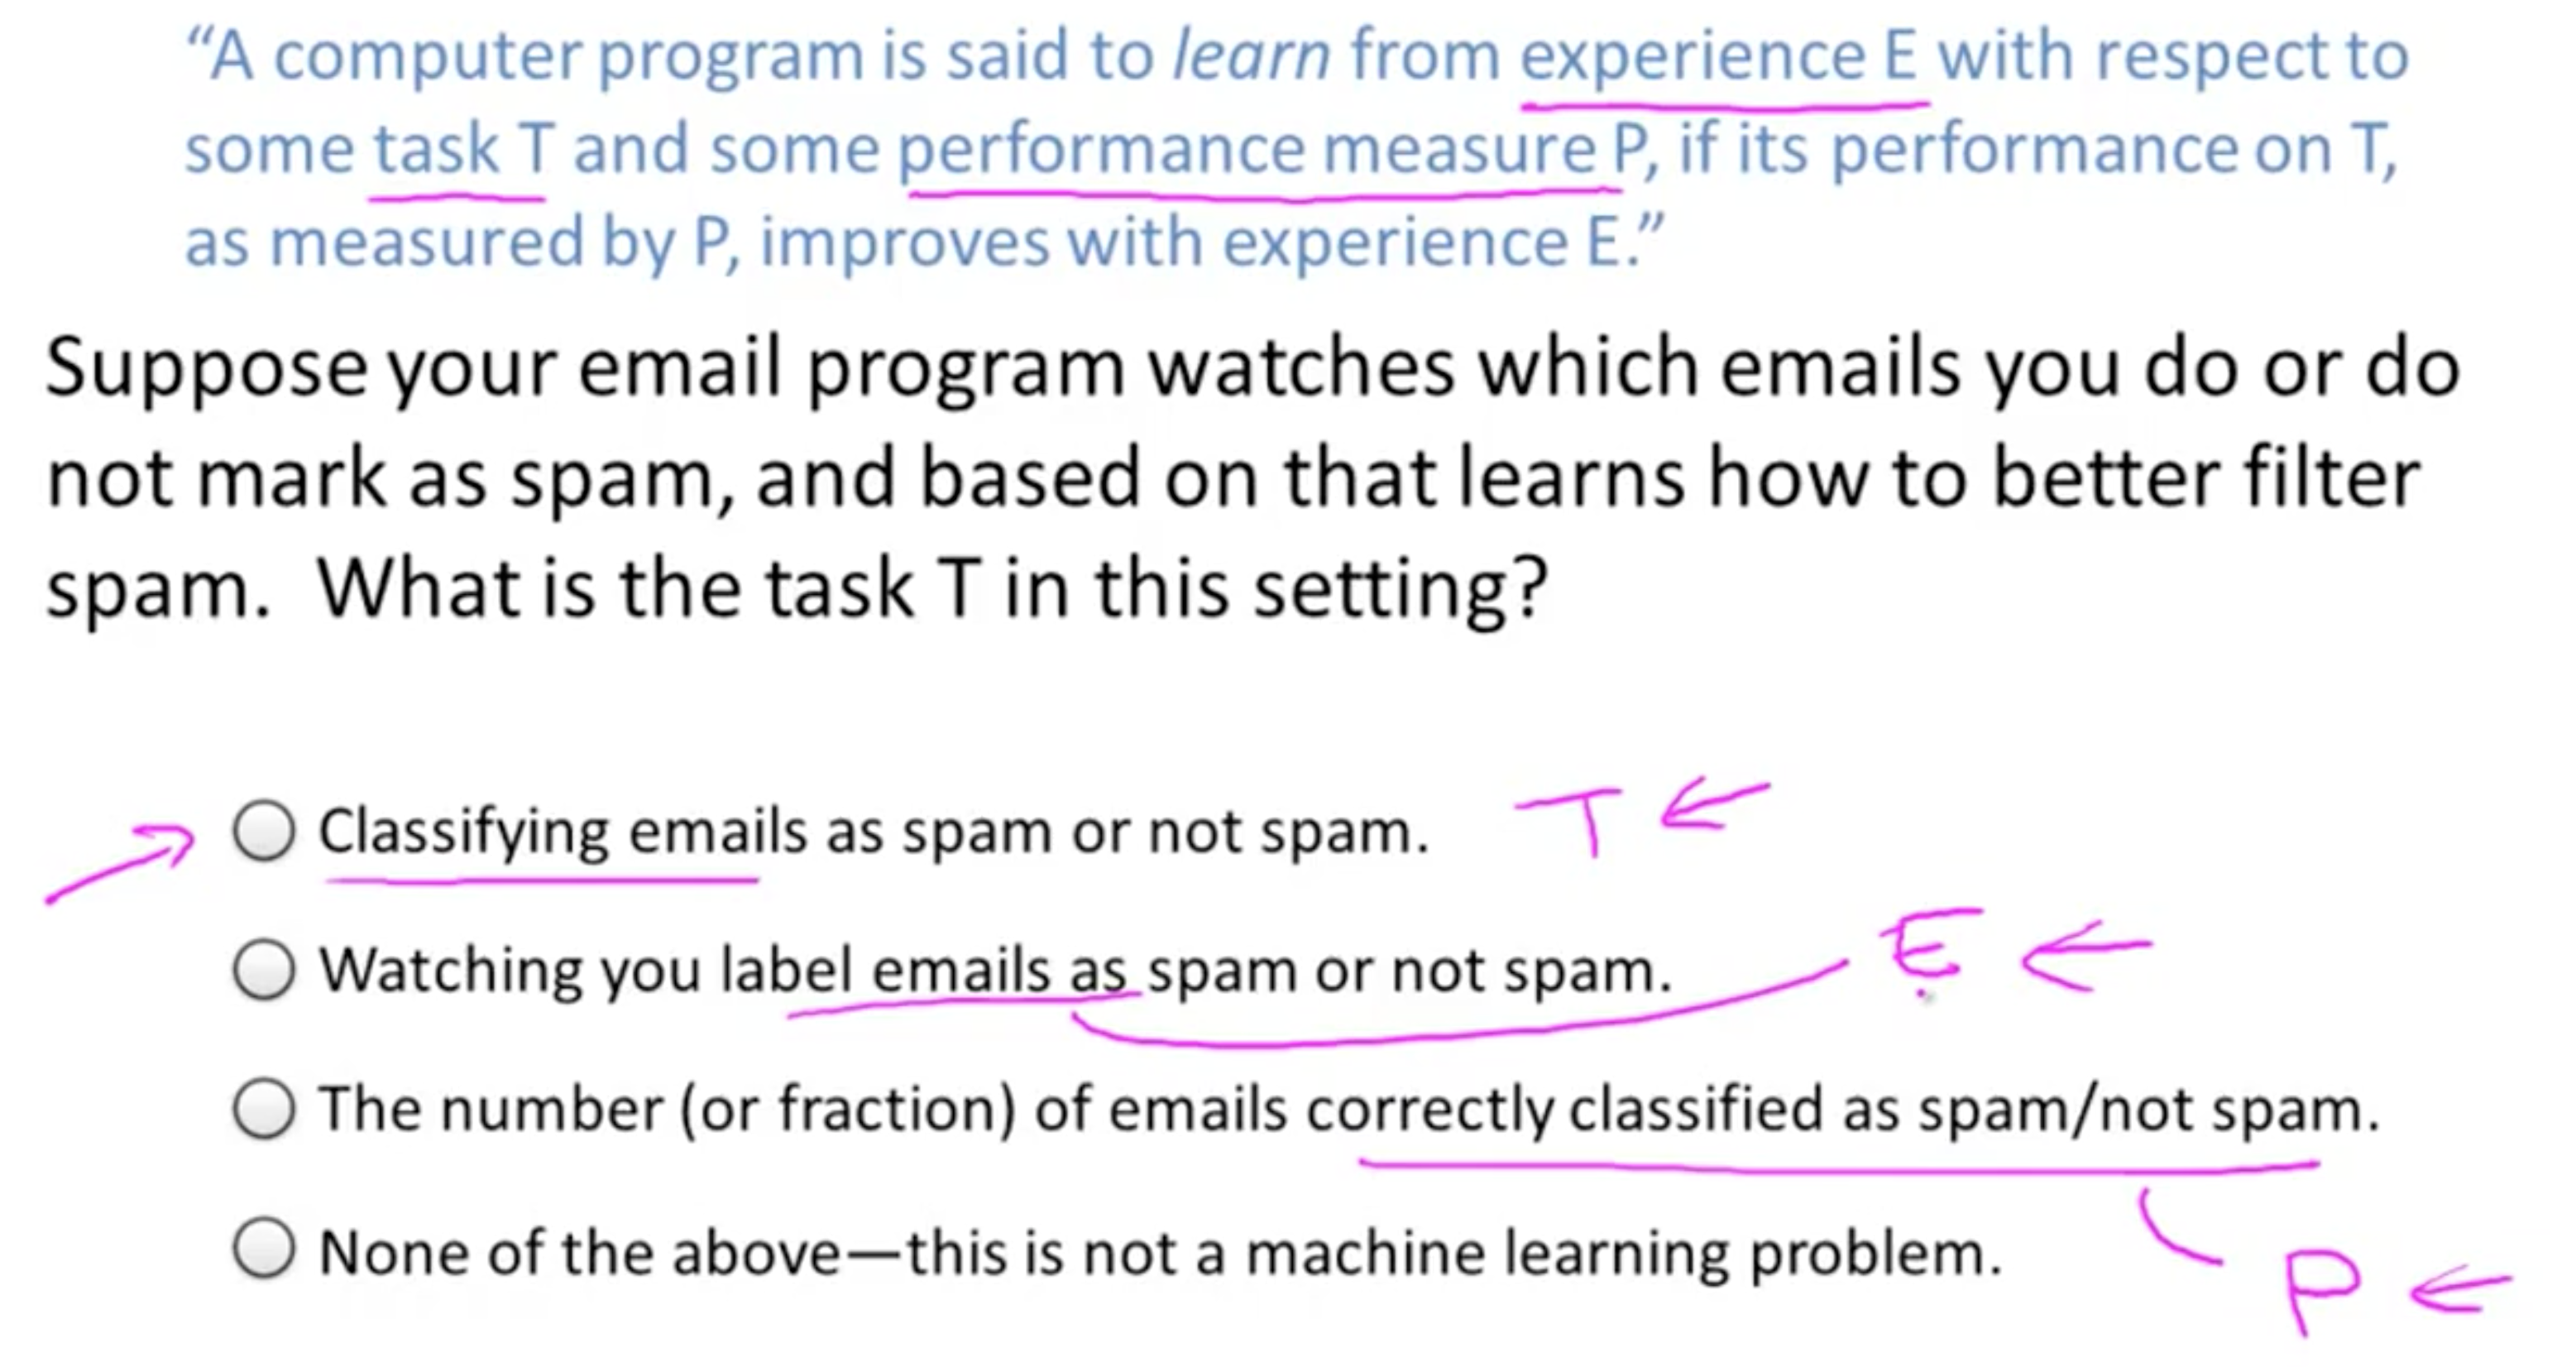 “A computer program is said to learn from experience E with respect to
some task T and some performance measure P, if its performance on T,
as measured by P, improves with experience E.”
Suppose your email program watches which emails you do or do
not mark as spam, and based on that learns how to better filter
spam.  What is the task T in this setting?
Classifying emails as spam or not spam. T
Watching you label emails as spam or not spam. E
The number (or fraction) of emails correctly classified as spam/not spam.
None of the above—this is not a machine learning problem. P